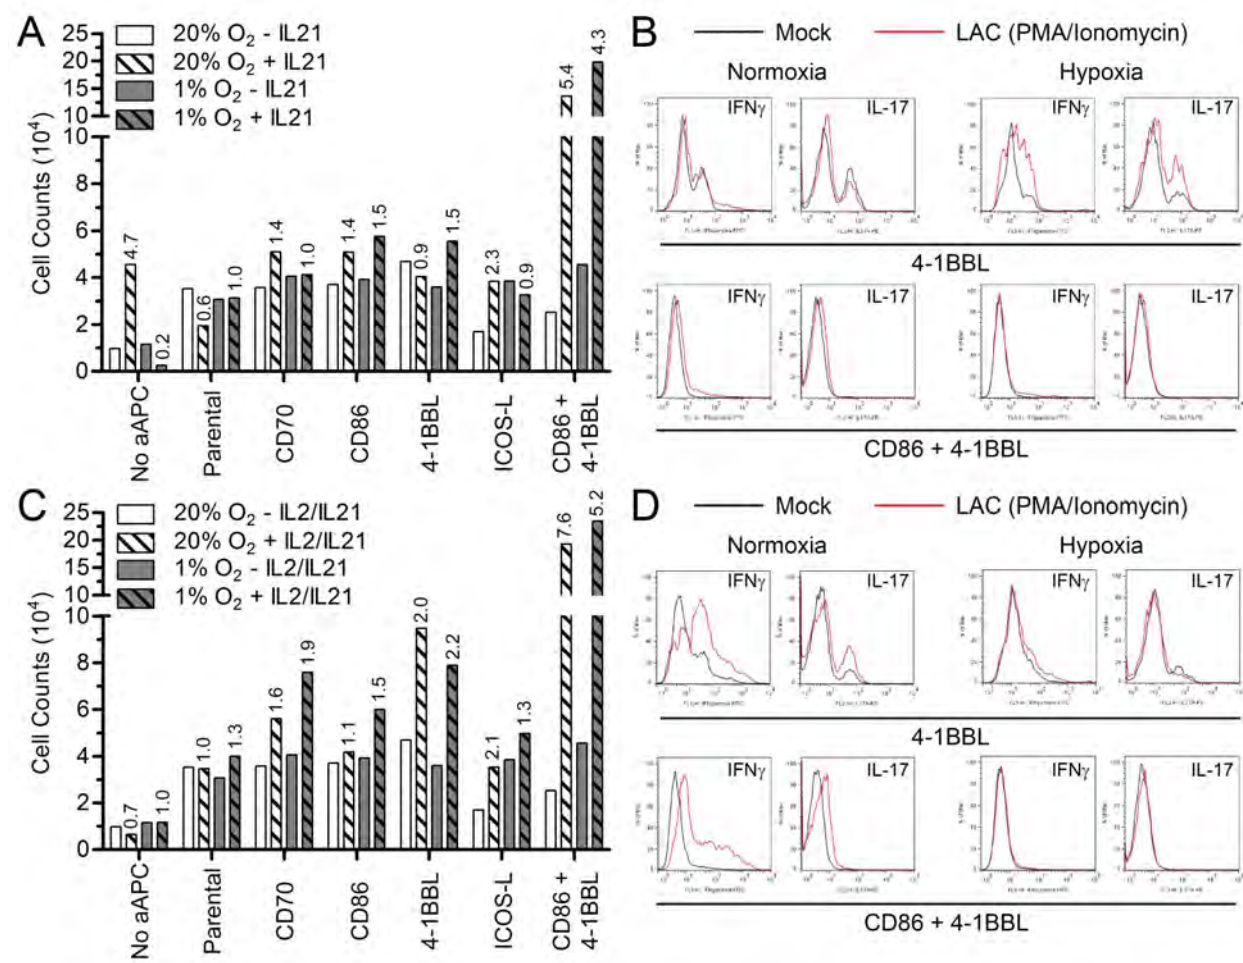 A
20% O2 - IL21
20% O2 + IL21
1% O2 - IL21
1% O2 + IL21
Cell Counts (10^4)
25
20
15
10
10
8
6
4
2
0
4.7
0.2
0.6
1.0
1.4
1.0
1.4
1.5
0.9
1.5
2.3
0.9
5.4
4.3
No aAPC
Parental
CD70
CD86
4-1BBL
ICOS-L
CD86 +
4-1BBL
B
Mock
LAC (PMA/Ionomycin)
Normoxia
Hypoxia
IFNγ
IL-17
IFNγ
IL-17
4-1BBL
IFNγ
IL-17
IFNγ
IL-17
CD86 + 4-1BBL
C
20% O2 - IL2/IL21
20% O2 + IL2/IL21
1% O2 - IL2/IL21
1% O2 + IL2/IL21
Cell Counts (10^4)
25
20
15
10
10
8
6
4
2
0
0.7
1.0
1.0
1.3
1.6
1.9
1.1
1.5
2.0
2.2
2.1
1.3
7.6
5.2
No aAPC
Parental
CD70
CD86
4-1BBL
ICOS-L
CD86 +
4-1BBL
D
Mock
LAC (PMA/Ionomycin)
Normoxia
Hypoxia
IFNγ
IL-17
IFNγ
IL-17
4-1BBL
IFNγ
IL-17
IFNγ
IL-17
CD86 + 4-1BBL